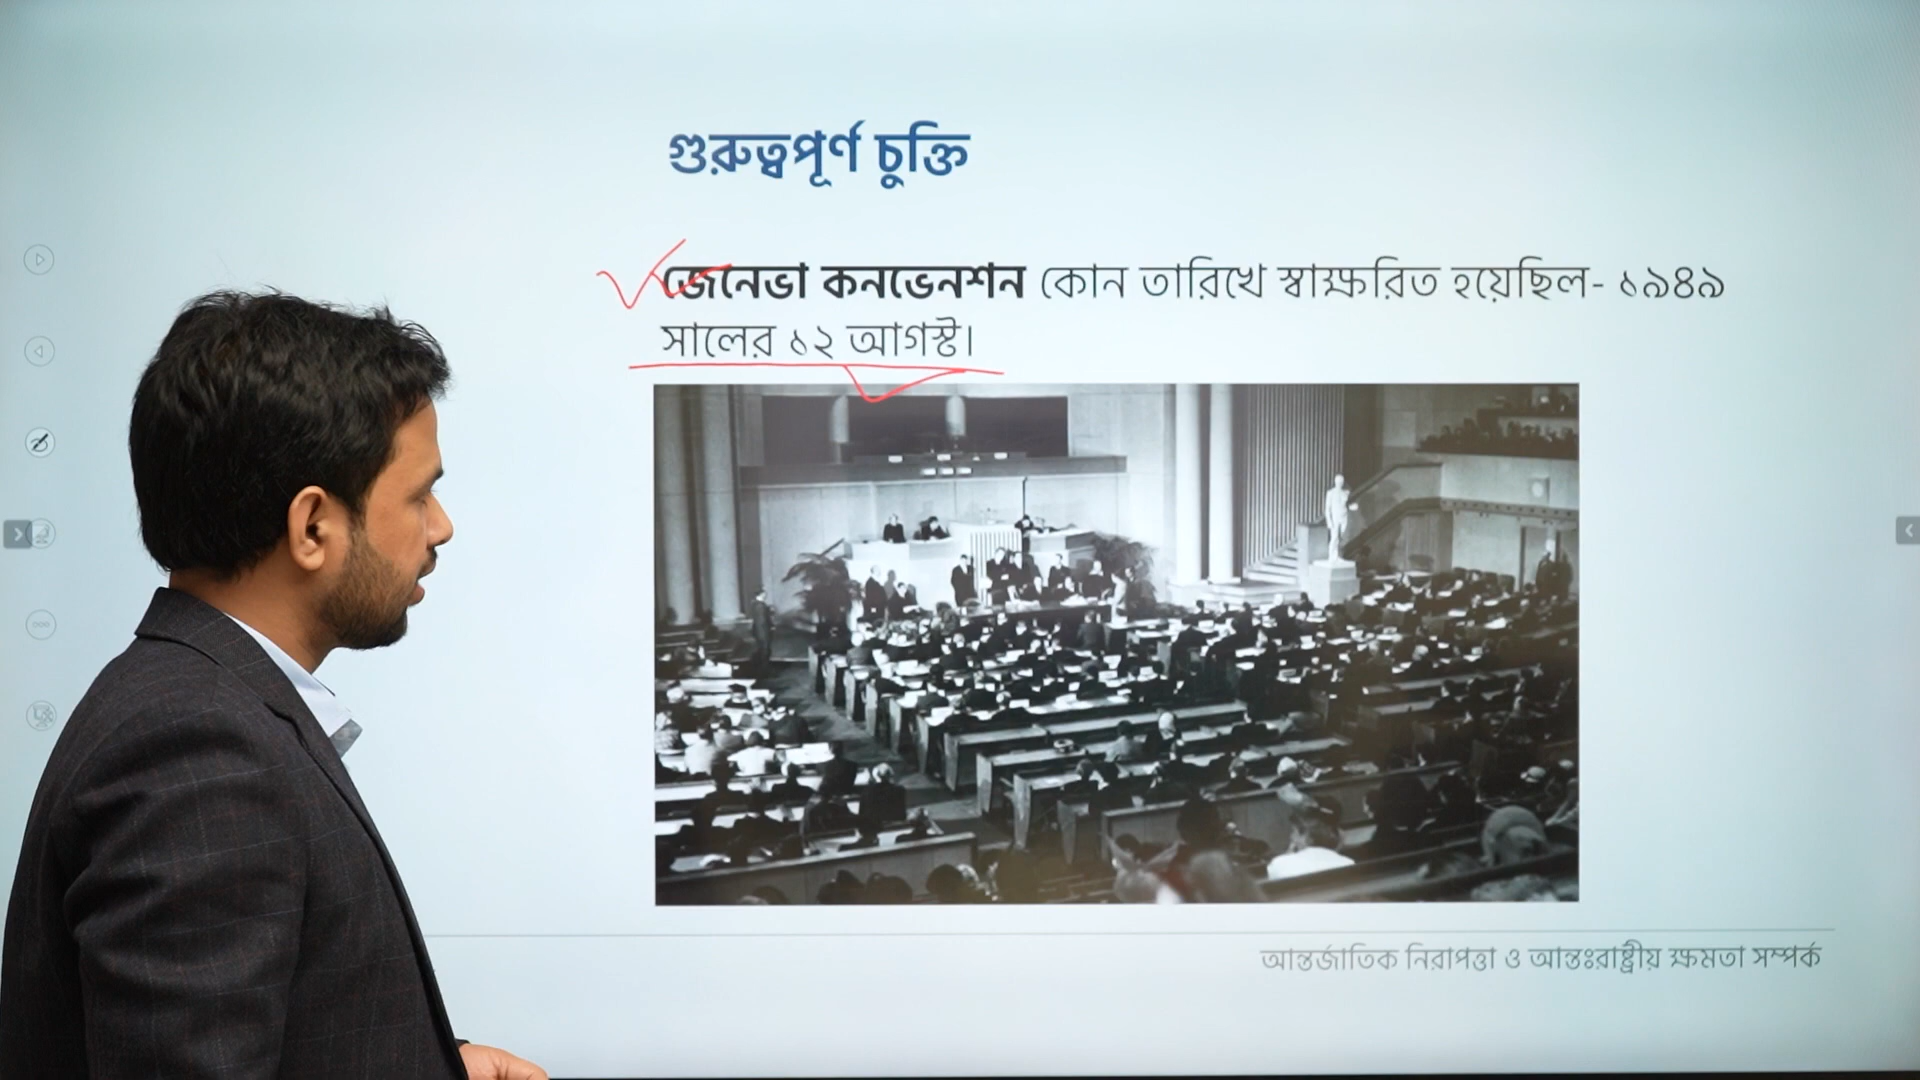 গুরুত্বপূর্ণ চুক্তি
জেনেভা কনভেনশন কোন তারিখে স্বাক্ষরিত হয়েছিল- ১৯৪৯
সালের ১২ আগস্ট।
আন্তর্জাতিক নিরাপত্তা ও আন্তঃরাষ্ট্রীয় ক্ষমতা সম্পর্ক